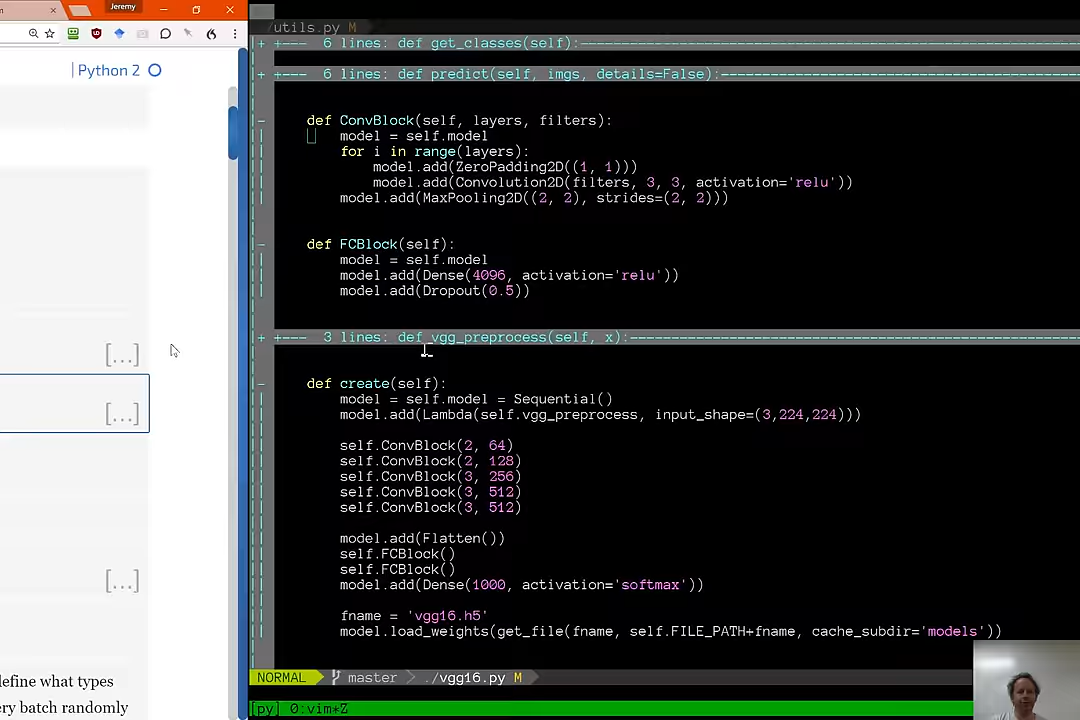 Jeremy
Python 2
[...]
[...]
[...]
efine what types
ery batch randomly
/utils.py M
+ +--- 6 lines: def get_classes(self):
+ +--- 6 lines: def predict(self, imgs, details=False):
def ConvBlock(self, layers, filters):
model = self.model
for i in range(layers):
model.add(ZeroPadding2D((1, 1)))
model.add(Convolution2D(filters, 3, 3, activation='relu'))
model.add(MaxPooling2D((2, 2), strides=(2, 2)))
def FCBlock(self):
model = self.model
model.add(Dense(4096, activation='relu'))
model.add(Dropout(0.5))
+ +--- 3 lines: def vgg_preprocess(self, x):
def create(self):
model = self.model = Sequential()
model.add(Lambda(self.vgg_preprocess, input_shape=(3,224,224)))
self.ConvBlock(2, 64)
self.ConvBlock(2, 128)
self.ConvBlock(3, 256)
self.ConvBlock(3, 512)
self.ConvBlock(3, 512)
model.add(Flatten())
self.FCBlock()
self.FCBlock()
model.add(Dense(1000, activation='softmax'))
fname = 'vgg16.h5'
model.load_weights(get_file(fname, self.FILE_PATH+fname, cache_subdir='models'))
NORMAL master ./vgg16.py M
[py] 0:vim*Z